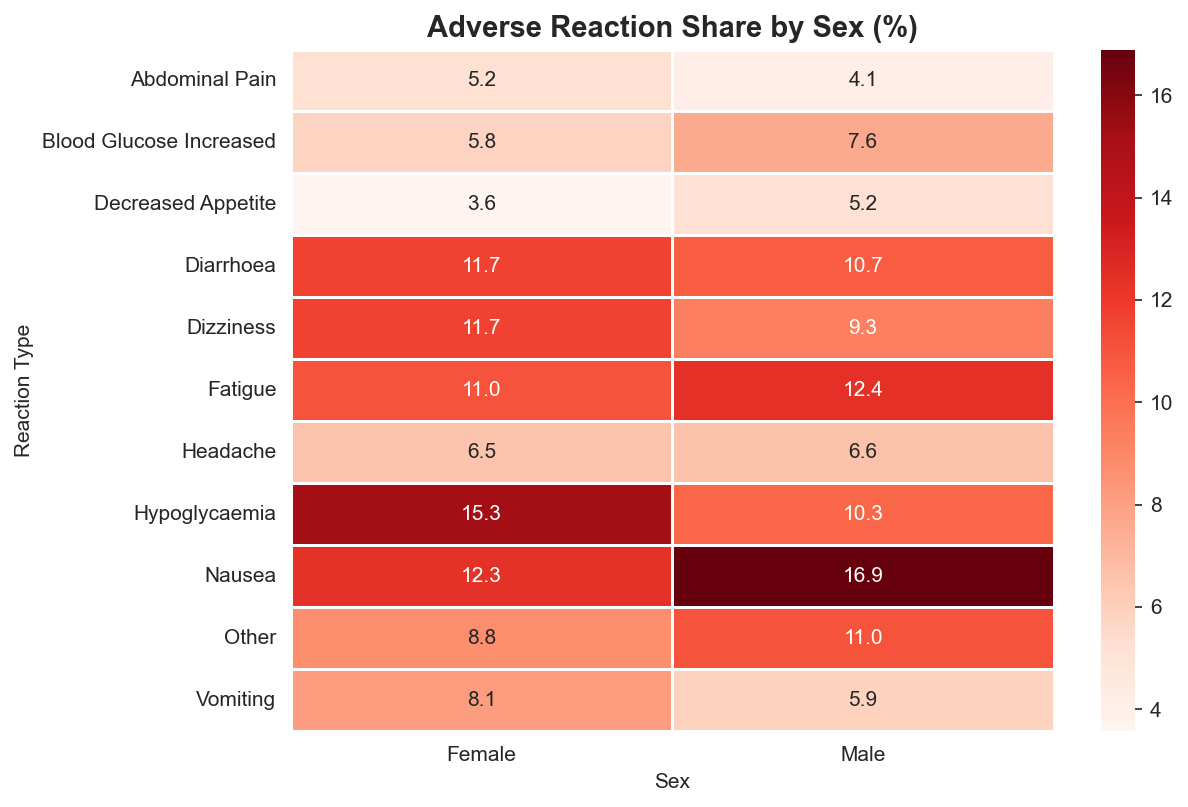 Adverse Reaction Share by Sex (%)
Abdominal Pain 5.2 4.1
Blood Glucose Increased 5.8 7.6
Decreased Appetite 3.6 5.2
Diarrhoea 11.7 10.7
Dizziness 11.7 9.3
Fatigue 11.0 12.4
Headache 6.5 6.6
Hypoglycaemia 15.3 10.3
Nausea 12.3 16.9
Other 8.8 11.0
Vomiting 8.1 5.9
Female Male
Sex
Reaction Type
16
14
12
10
8
6
4